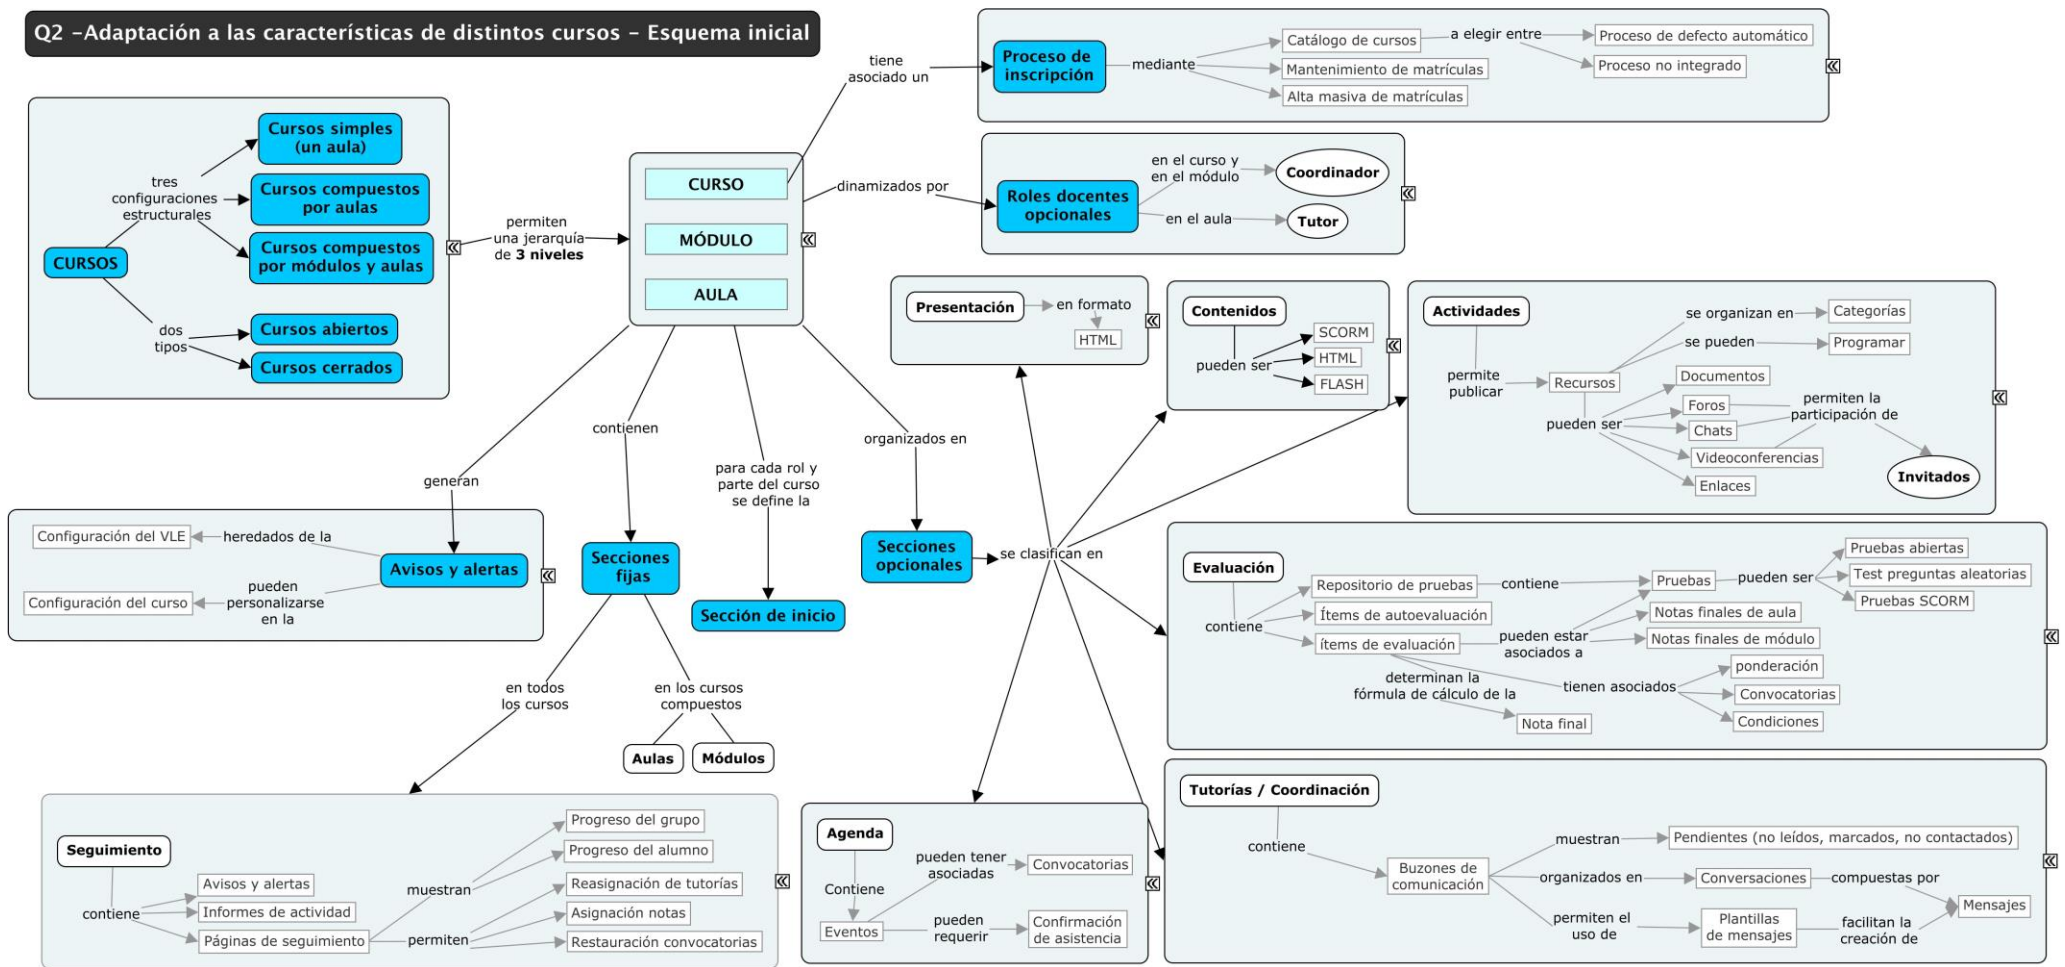 Q2 -Adaptación a las características de distintos cursos - Esquema inicial
CURSOS
tres
configuraciones
estructurales
Cursos simples
(un aula)
Cursos compuestos
por aulas
Cursos compuestos
por módulos y aulas
dos
tipos
Cursos abiertos
Cursos cerrados
permiten
una jerarquía
de 3 niveles
CURSO
MÓDULO
AULA
tiene
asociado un
Proceso de
inscripción
mediante
Catálogo de cursos
a elegir entre
Proceso de defecto automático
Proceso no integrado
Mantenimiento de matrículas
Alta masiva de matrículas
dinamizados por
Roles docentes
opcionales
en el curso y
en el módulo
Coordinador
en el aula
Tutor
generan
Avisos y alertas
heredados de la
Configuración del VLE
pueden
personalizarse
en la
Configuración del curso
contienen
Secciones
fijas
para cada rol y
parte del curso
se define la
Sección de inicio
organizados en
Secciones
opcionales
se clasifican en
Presentación
en formato
HTML
Contenidos
pueden ser
SCORM
HTML
FLASH
Actividades
permite
publicar
Recursos
se organizan en
Categorías
se pueden
Programar
pueden ser
Documentos
Foros
Chats
Videoconferencias
Enlaces
permiten la
participación de
Invitados
Evaluación
contiene
Repositorio de pruebas
contiene
Pruebas
pueden ser
Pruebas abiertas
Test preguntas aleatorias
Pruebas SCORM
Ítems de autoevaluación
ítems de evaluación
pueden estar
asociados a
Notas finales de aula
Notas finales de módulo
determinan la
fórmula de cálculo de la
Nota final
tienen asociados
ponderación
Convocatorias
Condiciones
en todos
los cursos
en los cursos
compuestos
Aulas
Módulos
Seguimiento
contiene
Avisos y alertas
Informes de actividad
Páginas de seguimiento
muestran
Progreso del grupo
Progreso del alumno
permiten
Reasignación de tutorías
Asignación notas
Restauración convocatorias
Agenda
Contiene
Eventos
pueden tener
asociadas
Convocatorias
pueden
requerir
Confirmación
de asistencia
Tutorías / Coordinación
contiene
Buzones de
comunicación
muestran
Pendientes (no leídos, marcados, no contactados)
organizados en
Conversaciones
compuestas por
Mensajes
permiten el
uso de
Plantillas
de mensajes
facilitan la
creación de